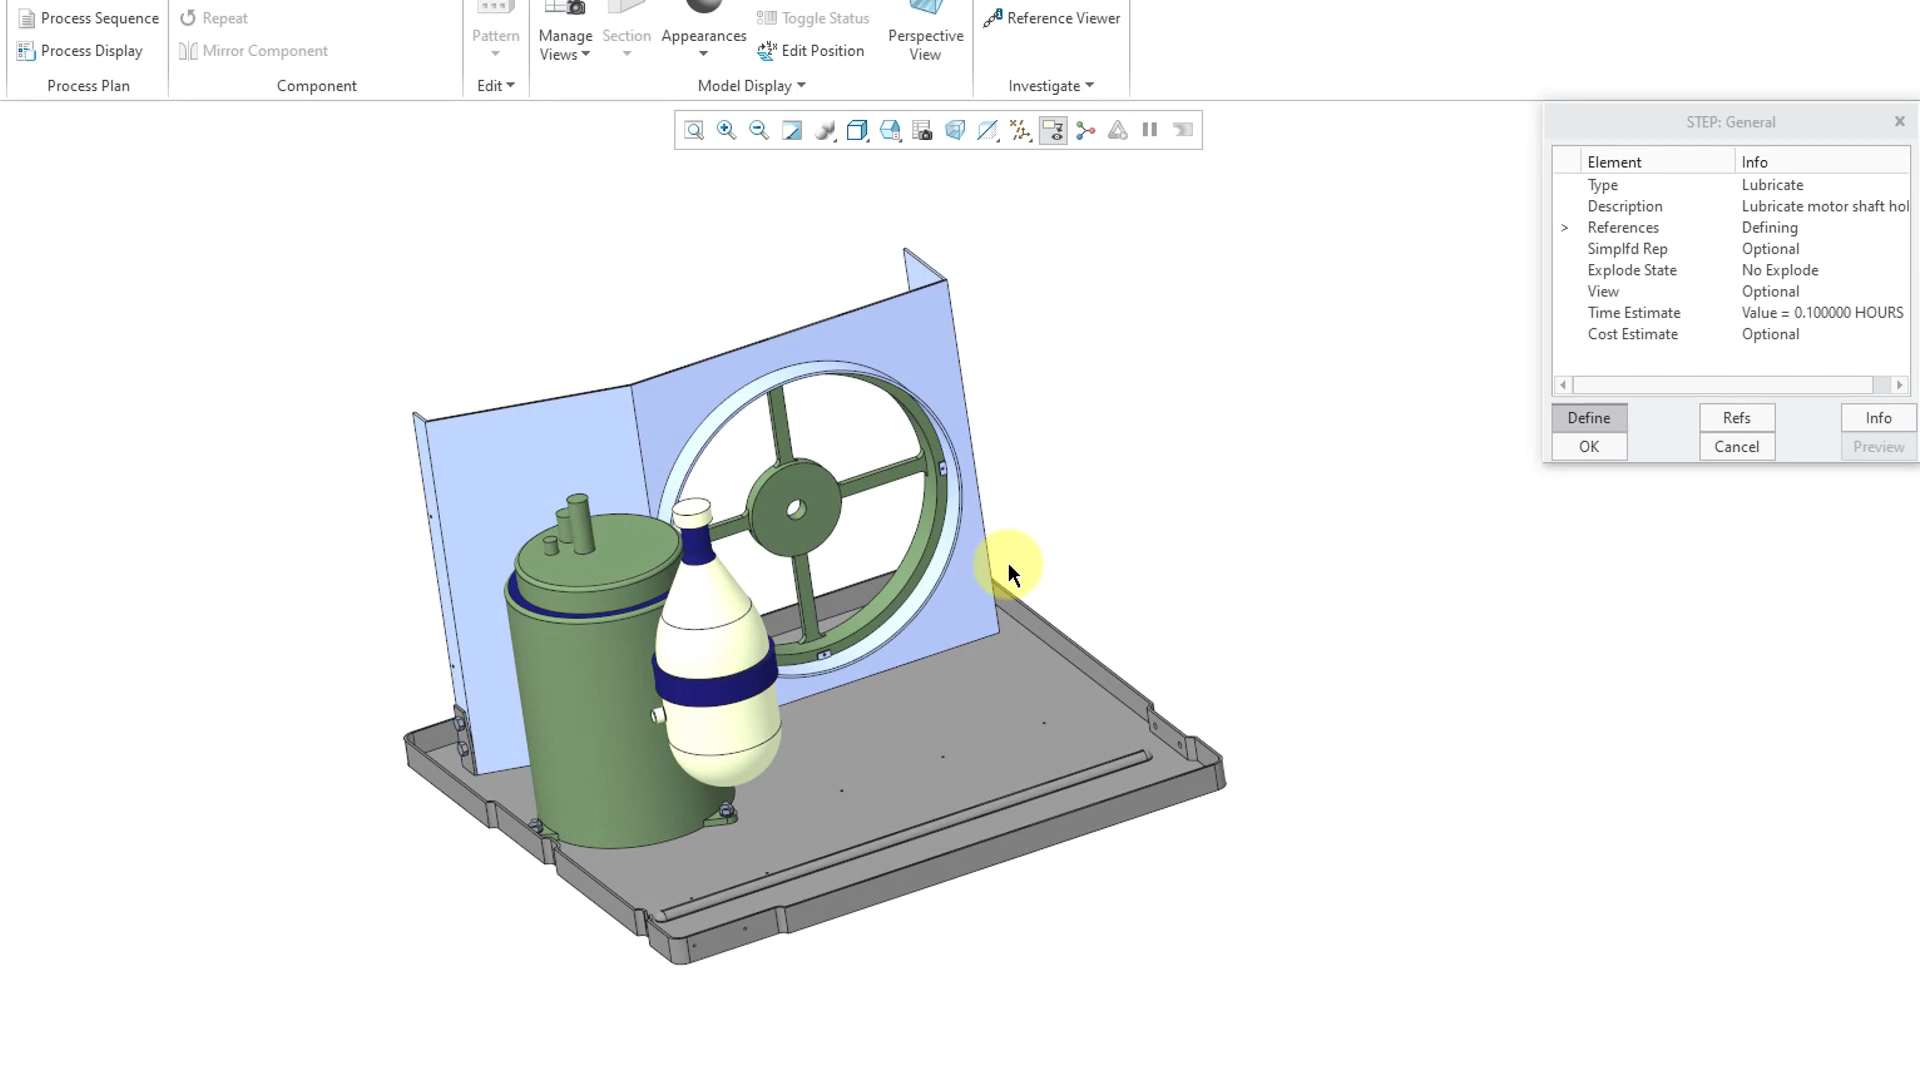 Process Sequence
Process Display
Process Plan
Repeat
Mirror Component
Component
Pattern
Edit
Manage Views
Section
Appearances
Toggle Status
Edit Position
Perspective View
Model Display
Reference Viewer
Investigate
STEP: General
Element Info
Type Lubricate
Description Lubricate motor shaft hol
> References Defining
Simplfd Rep Optional
Explode State No Explode
View Optional
Time Estimate Value = 0.100000 HOURS
Cost Estimate Optional
Define Refs Info
OK Cancel Preview